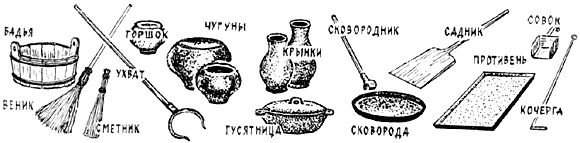 БАДЬЯ
ВЕНИК
СМЕТНИК
УХВАТ
ГОРШОК
ЧУГУНЫ
КРЫНКИ
ГУСЯТНИЦА
СКОВОРОДНИК
СКОВОРОДА
САДНИК
ПРОТИВЕНЬ
СОВОК
КОЧЕРГА